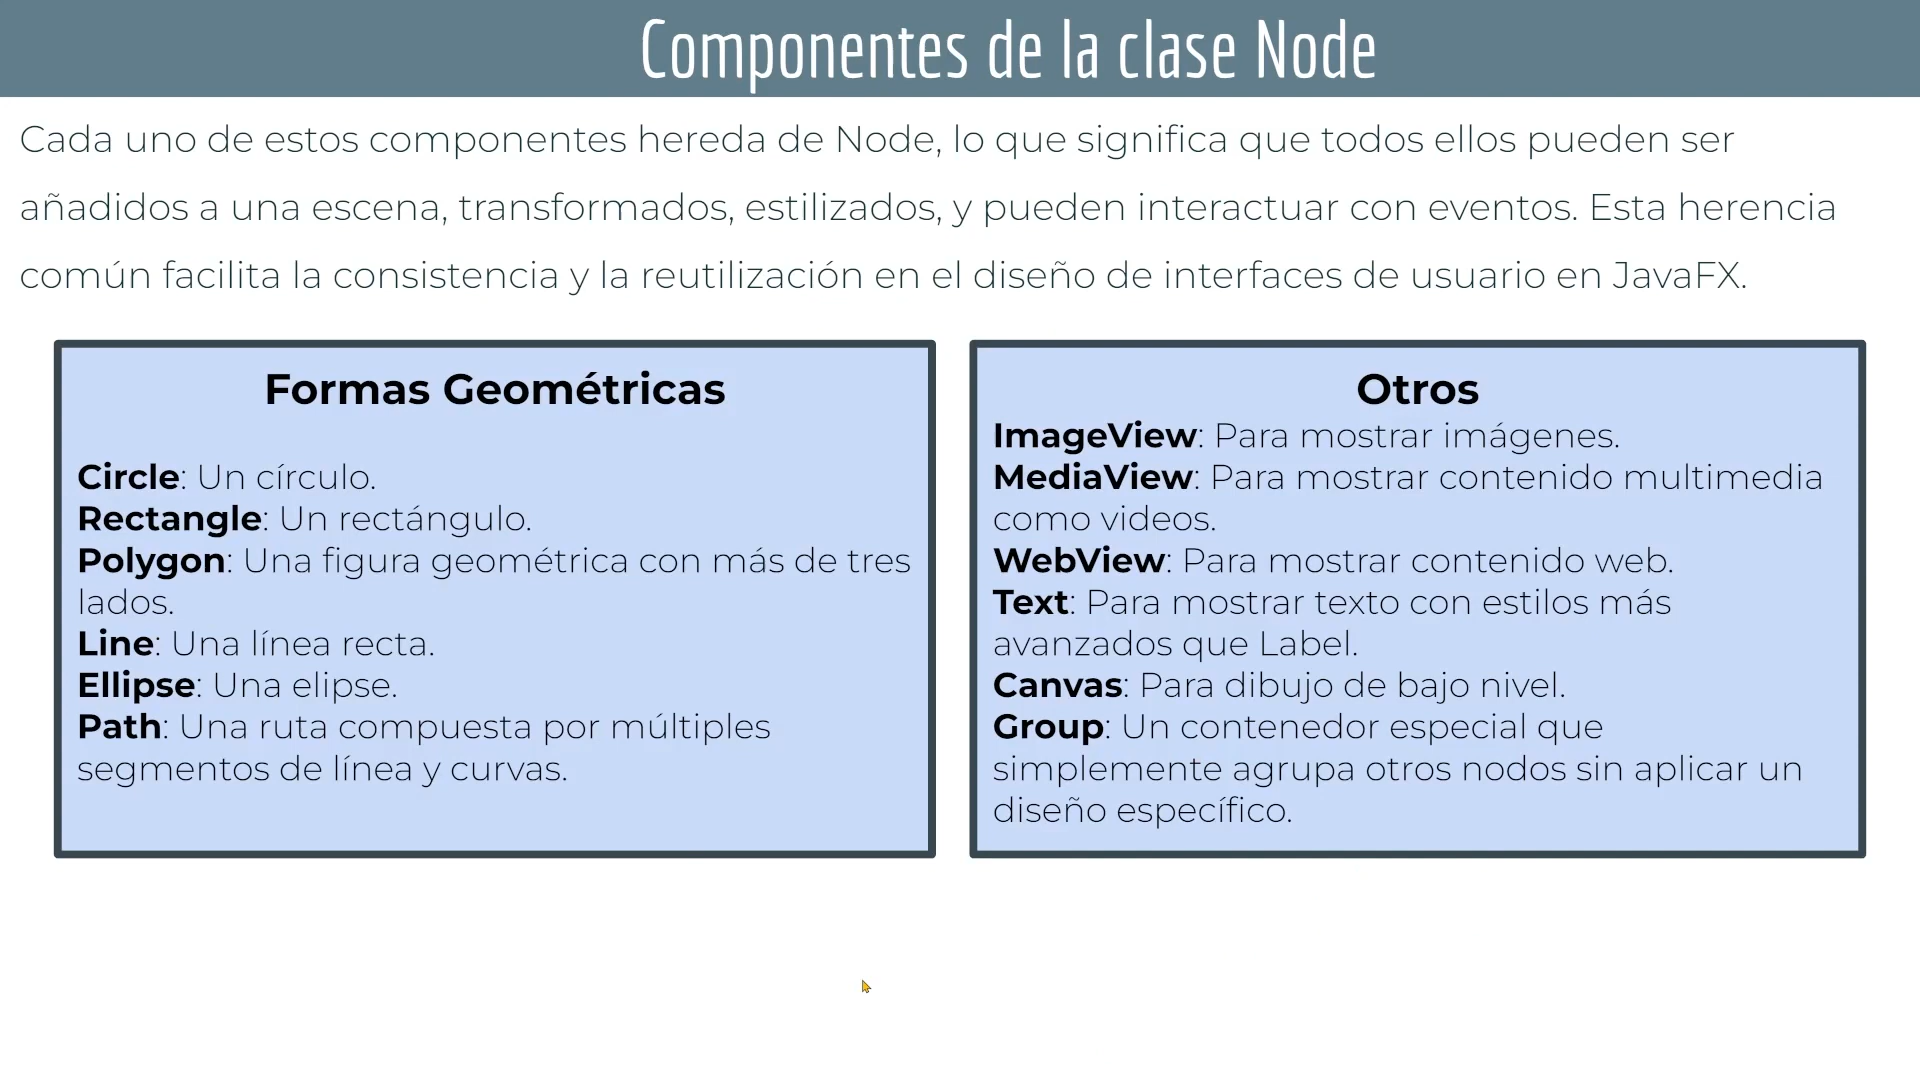 Componentes de la clase Node
Cada uno de estos componentes hereda de Node, lo que significa que todos ellos pueden ser
añadidos a una escena, transformados, estilizados, y pueden interactuar con eventos. Esta herencia
común facilita la consistencia y la reutilización en el diseño de interfaces de usuario en JavaFX.
Formas Geométricas
Circle: Un círculo.
Rectangle: Un rectángulo.
Polygon: Una figura geométrica con más de tres
lados.
Line: Una línea recta.
Ellipse: Una elipse.
Path: Una ruta compuesta por múltiples
segmentos de línea y curvas.
Otros
ImageView: Para mostrar imágenes.
MediaView: Para mostrar contenido multimedia
como videos.
WebView: Para mostrar contenido web.
Text: Para mostrar texto con estilos más
avanzados que Label.
Canvas: Para dibujo de bajo nivel.
Group: Un contenedor especial que
simplemente agrupa otros nodos sin aplicar un
diseño específico.